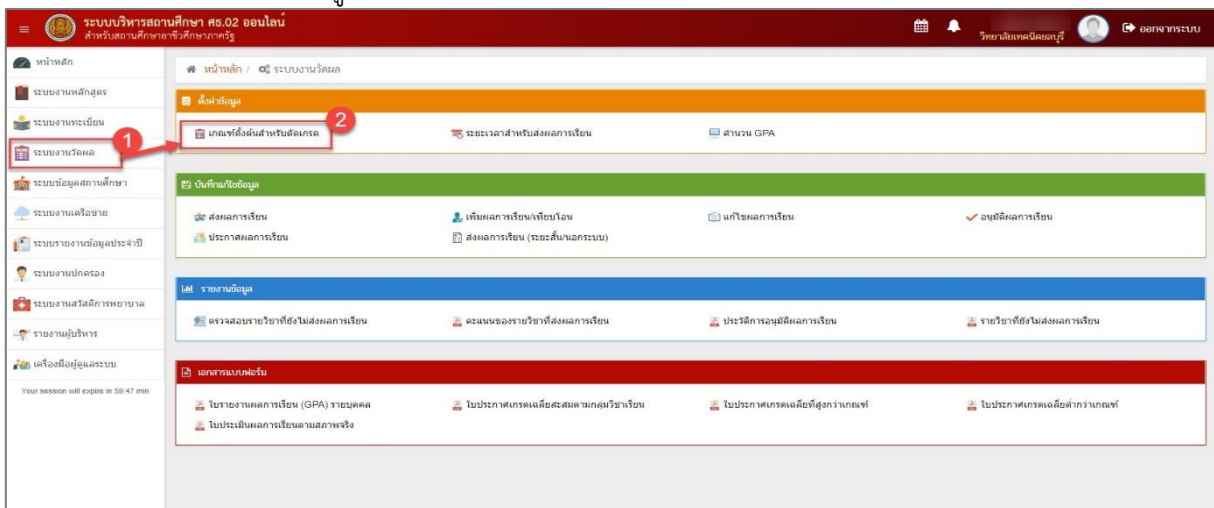 ระบบบริหารสถานศึกษา ศธ.02 ออนไลน์
สำหรับสถานศึกษาอาชีวศึกษาภาครัฐ
วิทยาลัยเทคนิคชลบุรี
ออกจากระบบ
หน้าหลัก
ระบบงานหลักสูตร
ระบบงานทะเบียน
1
ระบบงานวัดผล
ระบบข้อมูลสถานศึกษา
ระบบงานเครือข่าย
ระบบรายงานข้อมูลประจำปี
ระบบงานปกครอง
ระบบงานสวัสดิการพยาบาล
รายงานผู้บริหาร
เครื่องมือผู้ดูแลระบบ
Your session will expire in 59:47 min
หน้าหลัก / ระบบงานวัดผล
ตั้งค่าข้อมูล
2
เกณฑ์ตั้งต้นสำหรับตัดเกรด ระยะเวลาสำหรับส่งผลการเรียน คำนวน GPA
บันทึกแก้ไขข้อมูล
ส่งผลการเรียน เพิ่มผลการเรียน/เทียบโอน แก้ไขผลการเรียน อนุมัติผลการเรียน
ประกาศผลการเรียน ส่งผลการเรียน (ระยะสั้น/นอกระบบ)
รายงานข้อมูล
ตรวจสอบรายวิชาที่ยังไม่ส่งผลการเรียน คะแนนของรายวิชาที่ส่งผลการเรียน ประวัติการอนุมัติผลการเรียน รายวิชาที่ยังไม่ส่งผลการเรียน
เอกสารแบบฟอร์ม
ใบรายงานผลการเรียน (GPA) รายบุคคล ใบประกาศเกรดเฉลี่ยสะสมตามกลุ่มวิชาเรียน ใบประกาศเกรดเฉลี่ยที่สูงกว่าเกณฑ์ ใบประกาศเกรดเฉลี่ยต่ำกว่าเกณฑ์
ใบประเมินผลการเรียนตามสภาพจริง